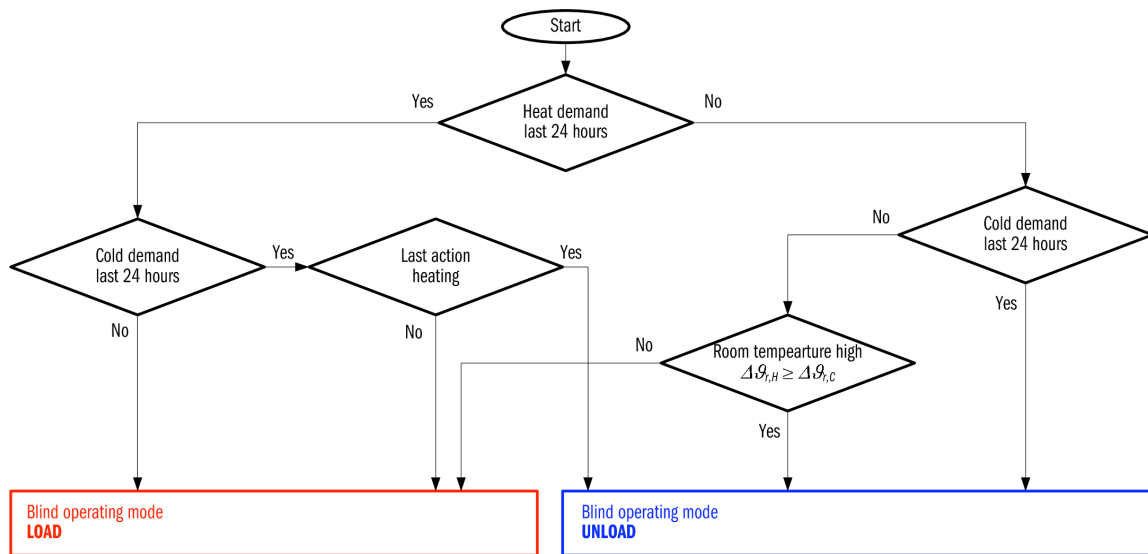 Start
Yes
No
Heat demand
last 24 hours
No
Cold demand
last 24 hours
Yes
Cold demand
last 24 hours
Yes
Last action
heating
Yes
No
No
No
Room tempearture high
Δϑr,H ≥ Δϑr,C
Yes
Blind operating mode
LOAD
Blind operating mode
UNLOAD